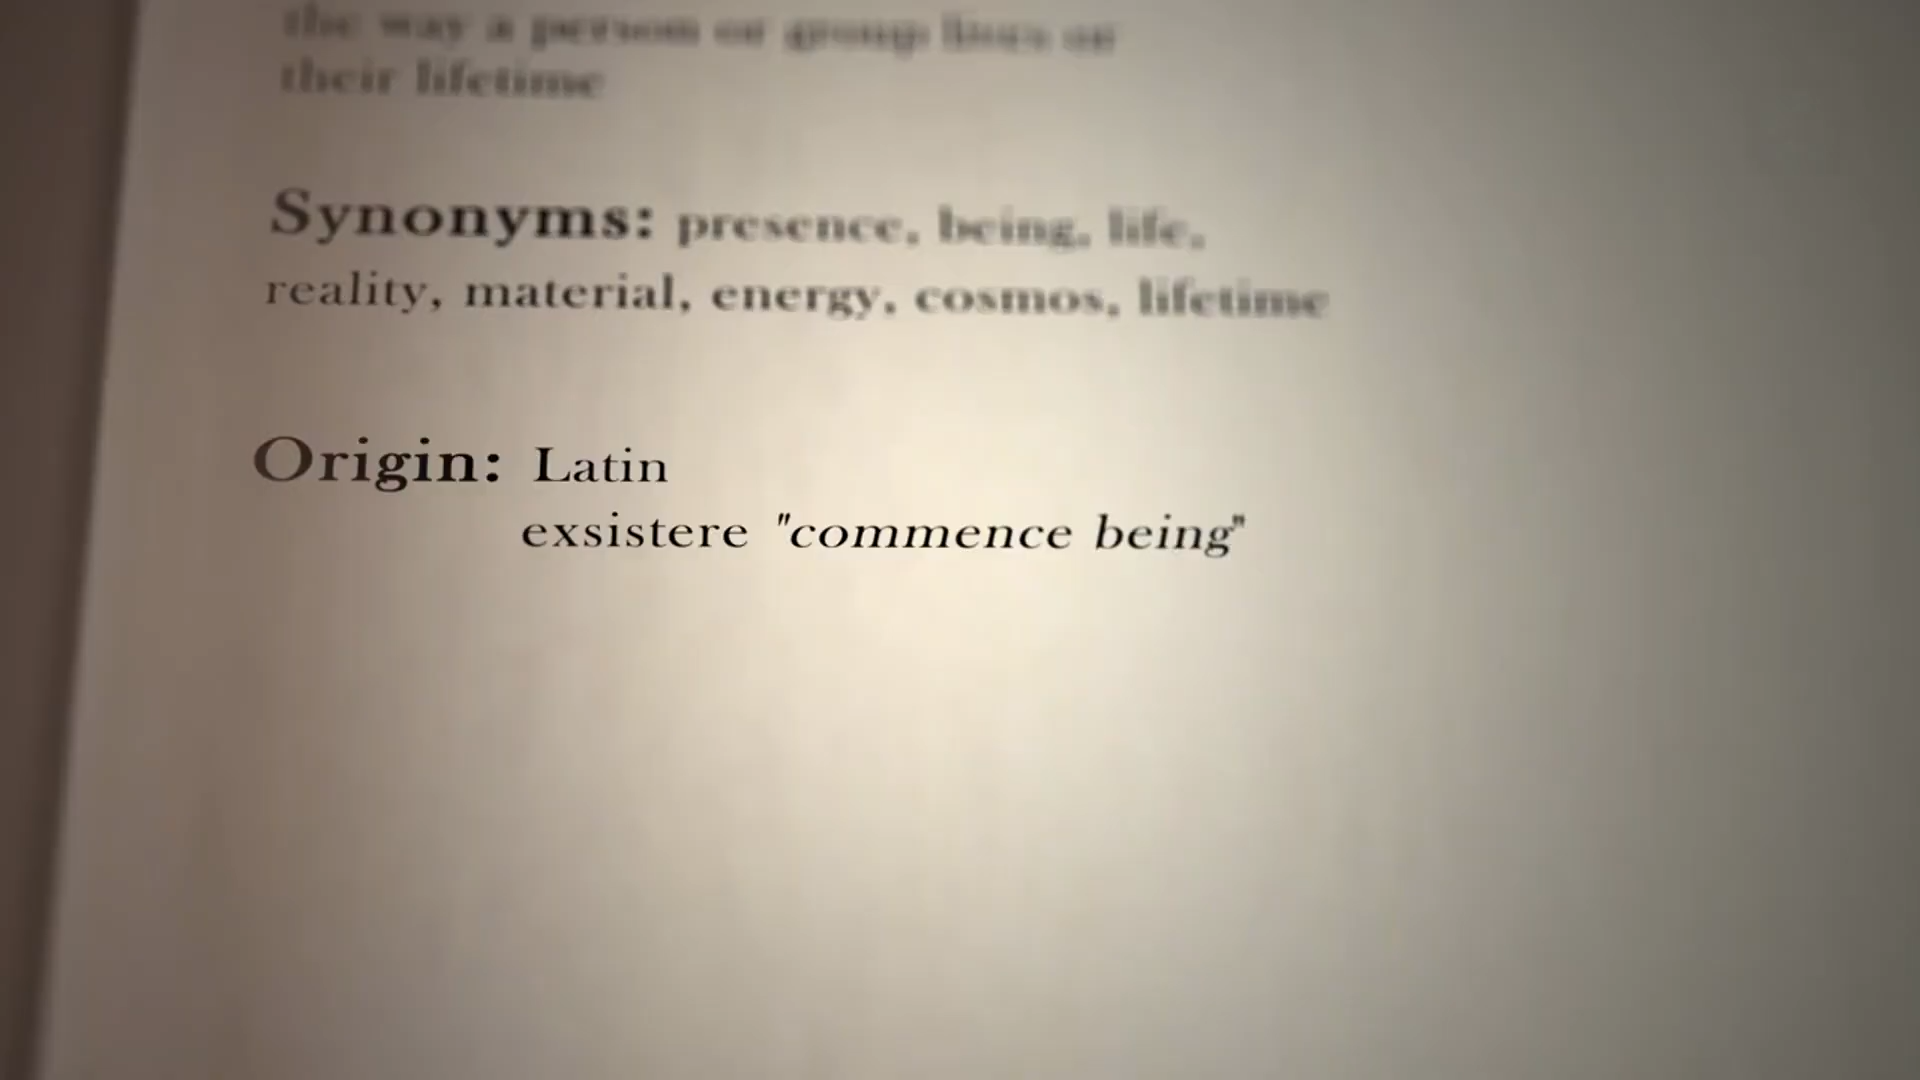 the way a person or group lives or
their lifetime
Synonyms: presence, being, life,
reality, material, energy, cosmos, lifetime
Origin: Latin
exsistere "commence being"